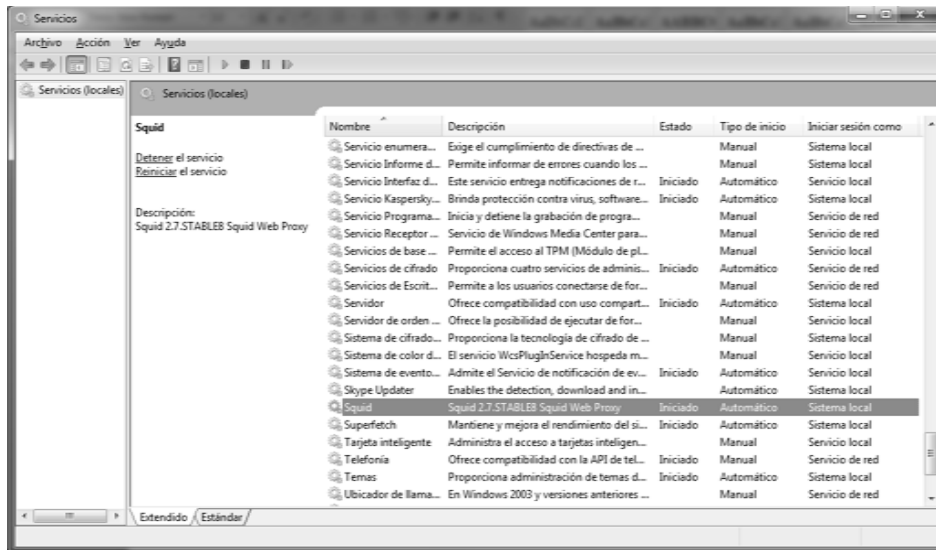 Servicios
Archivo Acción Ver Ayuda
Servicios (locales)
Servicios (locales)
Squid
Detener el servicio
Reiniciar el servicio
Descripción:
Squid 2.7.STABLE8 Squid Web Proxy
Nombre Descripción Estado Tipo de inicio Iniciar sesión como
Servicio enumera... Exige el cumplimiento de directivas de ... Manual Sistema local
Servicio Informe d... Permite informar de errores cuando los ... Manual Sistema local
Servicio Interfaz d... Este servicio entrega notificaciones de r... Iniciado Automático Servicio local
Servicio Kaspersky... Brinda protección contra virus, software... Iniciado Automático Sistema local
Servicio Programa... Inicia y detiene la grabación de progra... Manual Servicio de red
Servicio Receptor ... Servicio de Windows Media Center para... Manual Servicio de red
Servicios de base ... Permite el acceso al TPM (Módulo de pl... Manual Servicio local
Servicios de cifrado Proporciona cuatro servicios de adminis... Iniciado Automático Servicio de red
Servicios de Escrit... Permite a los usuarios conectarse de for... Manual Servicio de red
Servidor Ofrece compatibilidad con uso compart... Iniciado Automático Sistema local
Servidor de orden ... Ofrece la posibilidad de ejecutar de for... Manual Servicio local
Sistema de cifrado... Proporciona la tecnología de cifrado de ... Manual Sistema local
Sistema de color d... El servicio WcsPlugInService hospeda m... Manual Servicio local
Sistema de evento... Admite el Servicio de notificación de ev... Iniciado Automático Servicio local
Skype Updater Enables the detection, download and in... Automático Sistema local
Squid Squid 2.7.STABLE8 Squid Web Proxy Iniciado Automático Sistema local
Superfetch Mantiene y mejora el rendimiento del si... Iniciado Automático Sistema local
Tarjeta inteligente Administra el acceso a tarjetas inteligen... Manual Servicio local
Telefonía Ofrece compatibilidad con la API de tel... Iniciado Manual Servicio de red
Temas Proporciona administración de temas d... Iniciado Automático Sistema local
Ubicador de llama... En Windows 2003 y versiones anteriores ... Manual Servicio de red
Extendido Estándar